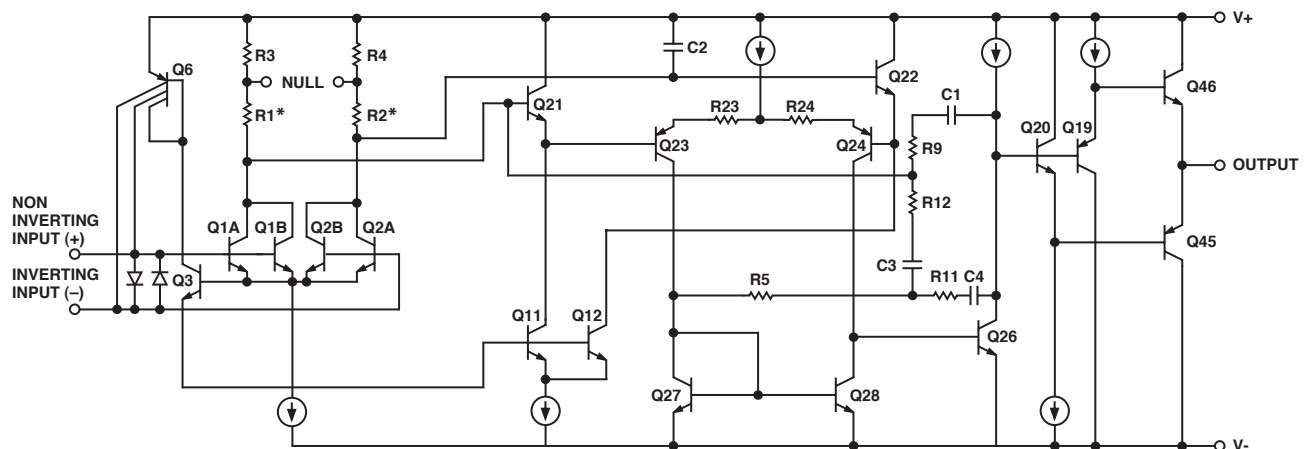 V+
R3
R4
C2
Q6
NULL
Q22
Q46
R1*
R2*
Q21
R23
R24
C1
Q20
Q19
Q23
Q24
R9
OUTPUT
R12
NON
INVERTING
INPUT (+)
Q1A
Q1B
Q2B
Q2A
Q45
INVERTING
INPUT (–)
Q3
C3
R5
R11
C4
Q11
Q12
Q26
Q27
Q28
V-